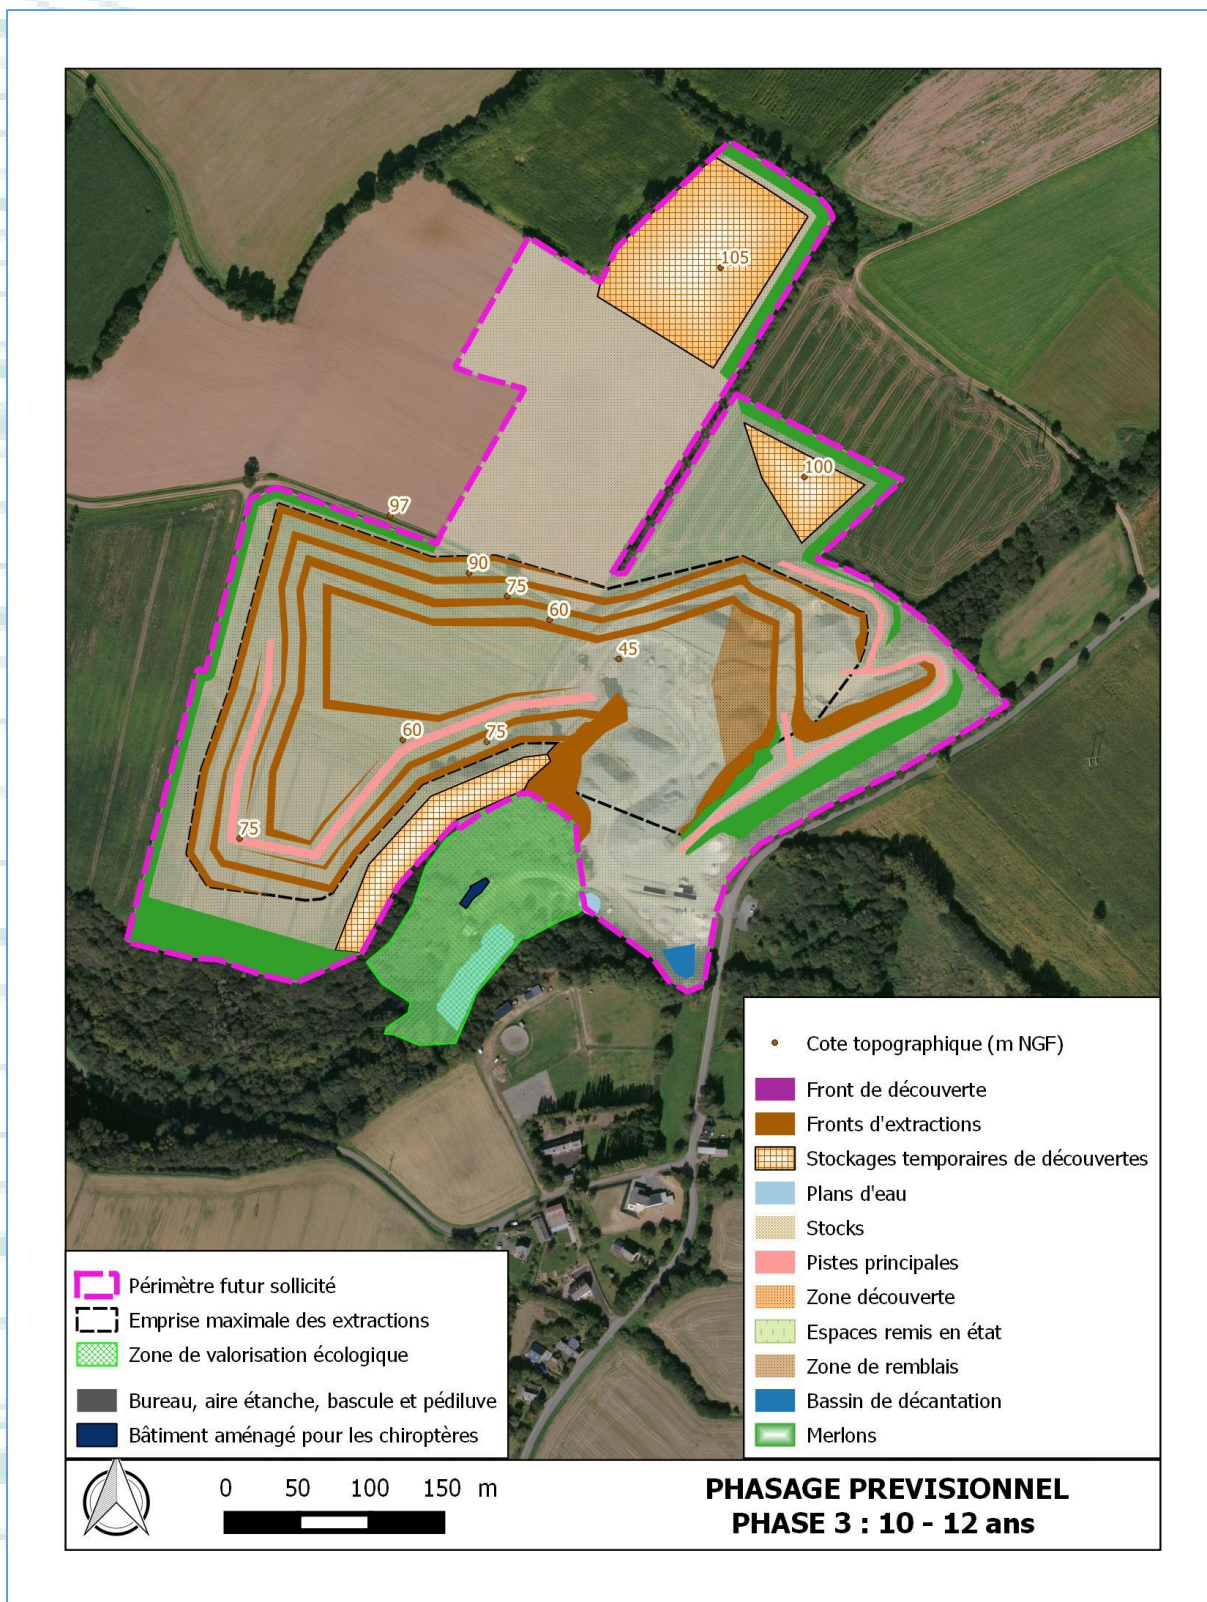 105
100
97
90
75
60
45
60
75
75
Cote topographique (m NGF)
Front de découverte
Fronts d'extractions
Stockages temporaires de découvertes
Plans d'eau
Stocks
Pistes principales
Zone découverte
Espaces remis en état
Zone de remblais
Bassin de décantation
Merlons
Périmètre futur sollicité
Emprise maximale des extractions
Zone de valorisation écologique
Bureau, aire étanche, bascule et pédiluve
Bâtiment aménagé pour les chiroptères
0 50 100 150 m
PHASAGE PREVISIONNEL
PHASE 3 : 10 - 12 ans